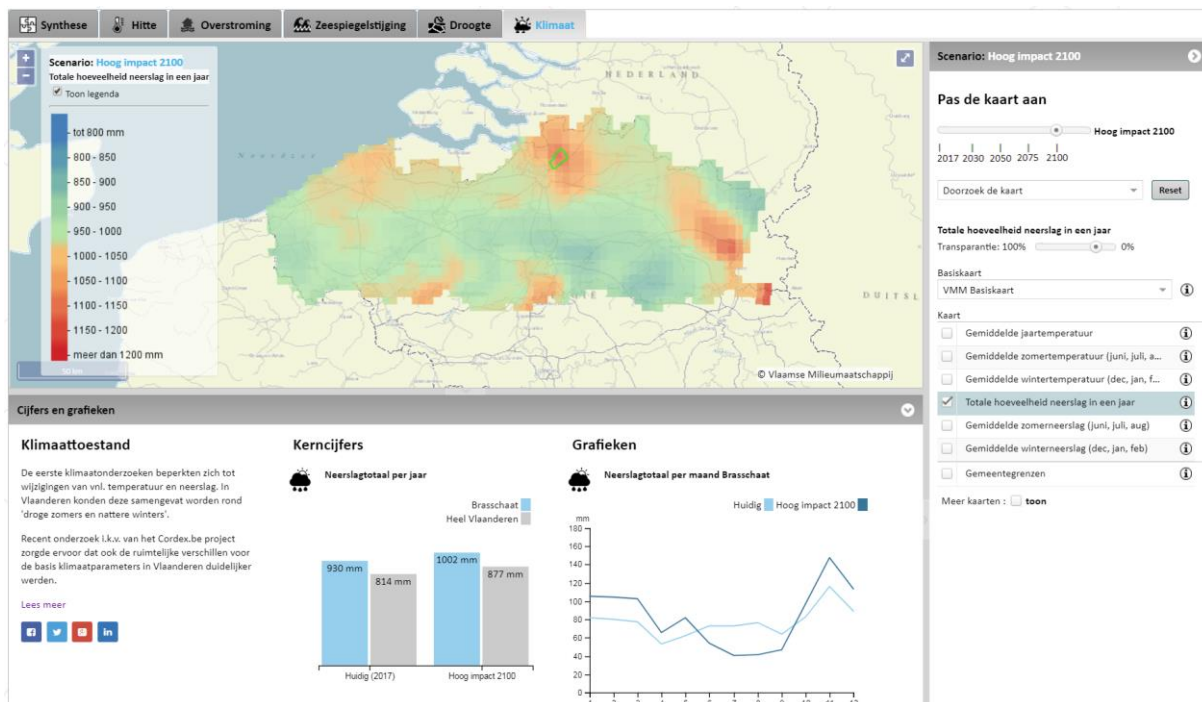 Synthese
Hitte
Overstroming
Zeespiegelstijging
Droogte
Klimaat
+
−
Scenario: Hoog impact 2100
Totale hoeveelheid neerslag in een jaar
Toon legenda
- tot 800 mm
- 800 - 850
- 850 - 900
- 900 - 950
- 950 - 1000
- 1000 - 1050
- 1050 - 1100
- 1100 - 1150
- 1150 - 1200
- meer dan 1200 mm
50 km
Noordzee
NEDERLAND
DUITSL
© Vlaamse Milieumaatschappij
Scenario: Hoog impact 2100
Pas de kaart aan
Hoog impact 2100
2017 2030 2050 2075 2100
Doorzoek de kaart
Reset
Totale hoeveelheid neerslag in een jaar
Transparantie: 100% 0%
Basiskaart
VMM Basiskaart
Kaart
Gemiddelde jaartemperatuur
Gemiddelde zomertemperatuur (juni, juli, a...
Gemiddelde wintertemperatuur (dec, jan, f...
Totale hoeveelheid neerslag in een jaar
Gemiddelde zomerneerslag (juni, juli, aug)
Gemiddelde winterneerslag (dec, jan, feb)
Gemeentegrenzen
Meer kaarten : toon
Cijfers en grafieken
Klimaattoestand
De eerste klimaatonderzoeken beperkten zich tot
wijzigingen van vnl. temperatuur en neerslag. In
Vlaanderen konden deze samengevat worden rond
'droge zomers en nattere winters'.
Recent onderzoek i.k.v. van het Cordex.be project
zorgde ervoor dat ook de ruimtelijke verschillen voor
de basis klimaatparameters in Vlaanderen duidelijker
werden.
Lees meer
Kerncijfers
Neerslagtotaal per jaar
Brasschaat
Heel Vlaanderen
930 mm
814 mm
1002 mm
877 mm
Huidig (2017)
Hoog impact 2100
Grafieken
Neerslagtotaal per maand Brasschaat
Huidig Hoog impact 2100
mm
180
160
140
120
100
80
60
40
20
0